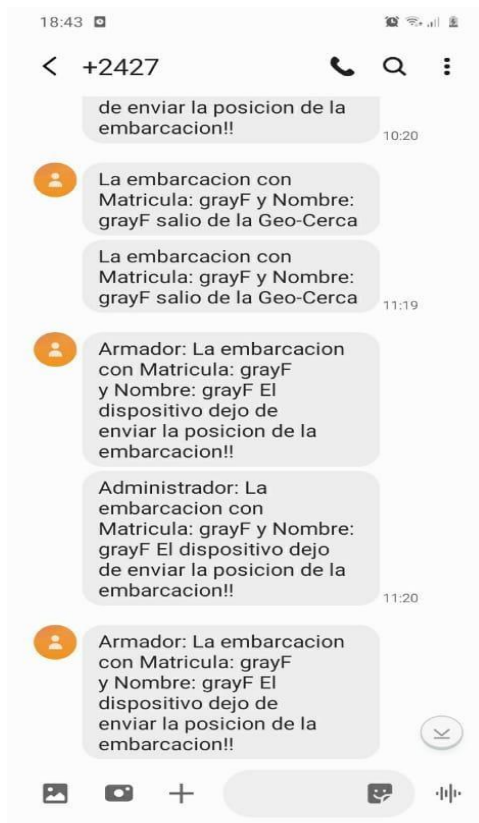 18:43
+2427
de enviar la posicion de la
embarcacion!!
10:20
La embarcacion con
Matricula: grayF y Nombre:
grayF salio de la Geo-Cerca
La embarcacion con
Matricula: grayF y Nombre:
grayF salio de la Geo-Cerca
11:19
Armador: La embarcacion
con Matricula: grayF
y Nombre: grayF El
dispositivo dejo de
enviar la posicion de la
embarcacion!!
Administrador: La
embarcacion con
Matricula: grayF y Nombre:
grayF El dispositivo dejo
de enviar la posicion de la
embarcacion!!
11:20
Armador: La embarcacion
con Matricula: grayF
y Nombre: grayF El
dispositivo dejo de
enviar la posicion de la
embarcacion!!